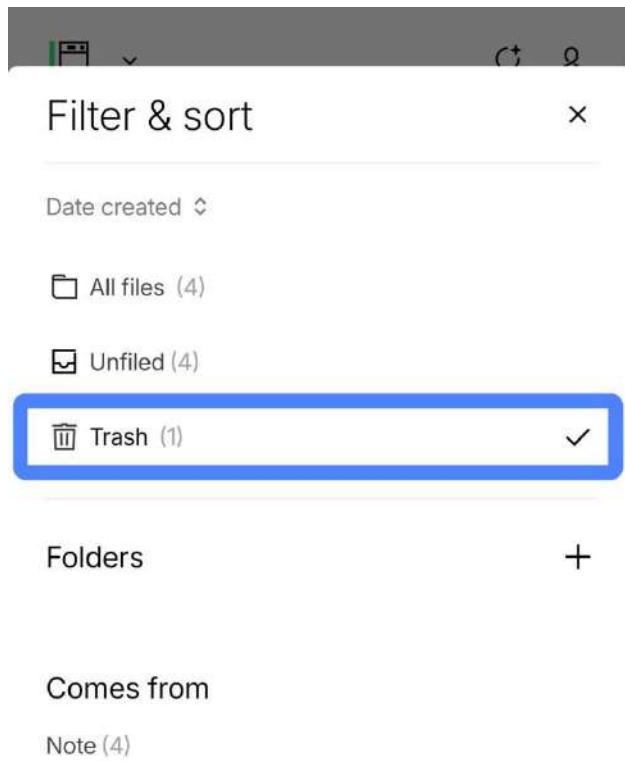 Filter & sort
Date created
All files (4)
Unfiled (4)
Trash (1)
Folders
Comes from
Note (4)